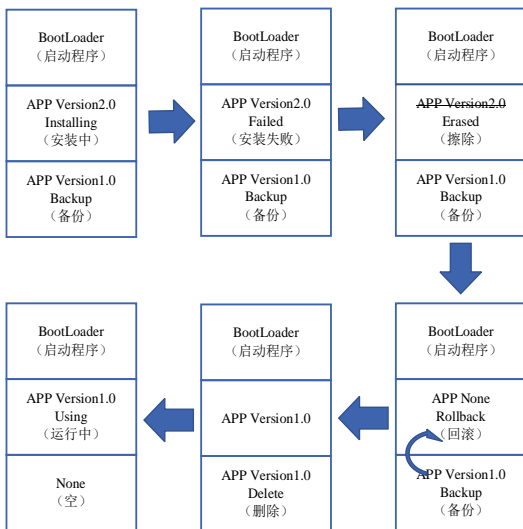 BootLoader
（启动程序）
APP Version2.0
Installing
（安装中）
APP Version1.0
Backup
（备份）
BootLoader
（启动程序）
APP Version2.0
Failed
（安装失败）
APP Version1.0
Backup
（备份）
BootLoader
（启动程序）
APP Version2.0
Erased
（擦除）
APP Version1.0
Backup
（备份）
BootLoader
（启动程序）
APP None
Rollback
（回滚）
APP Version1.0
Backup
（备份）
BootLoader
（启动程序）
APP Version1.0
APP Version1.0
Delete
（删除）
BootLoader
（启动程序）
APP Version1.0
Using
（运行中）
None
（空）